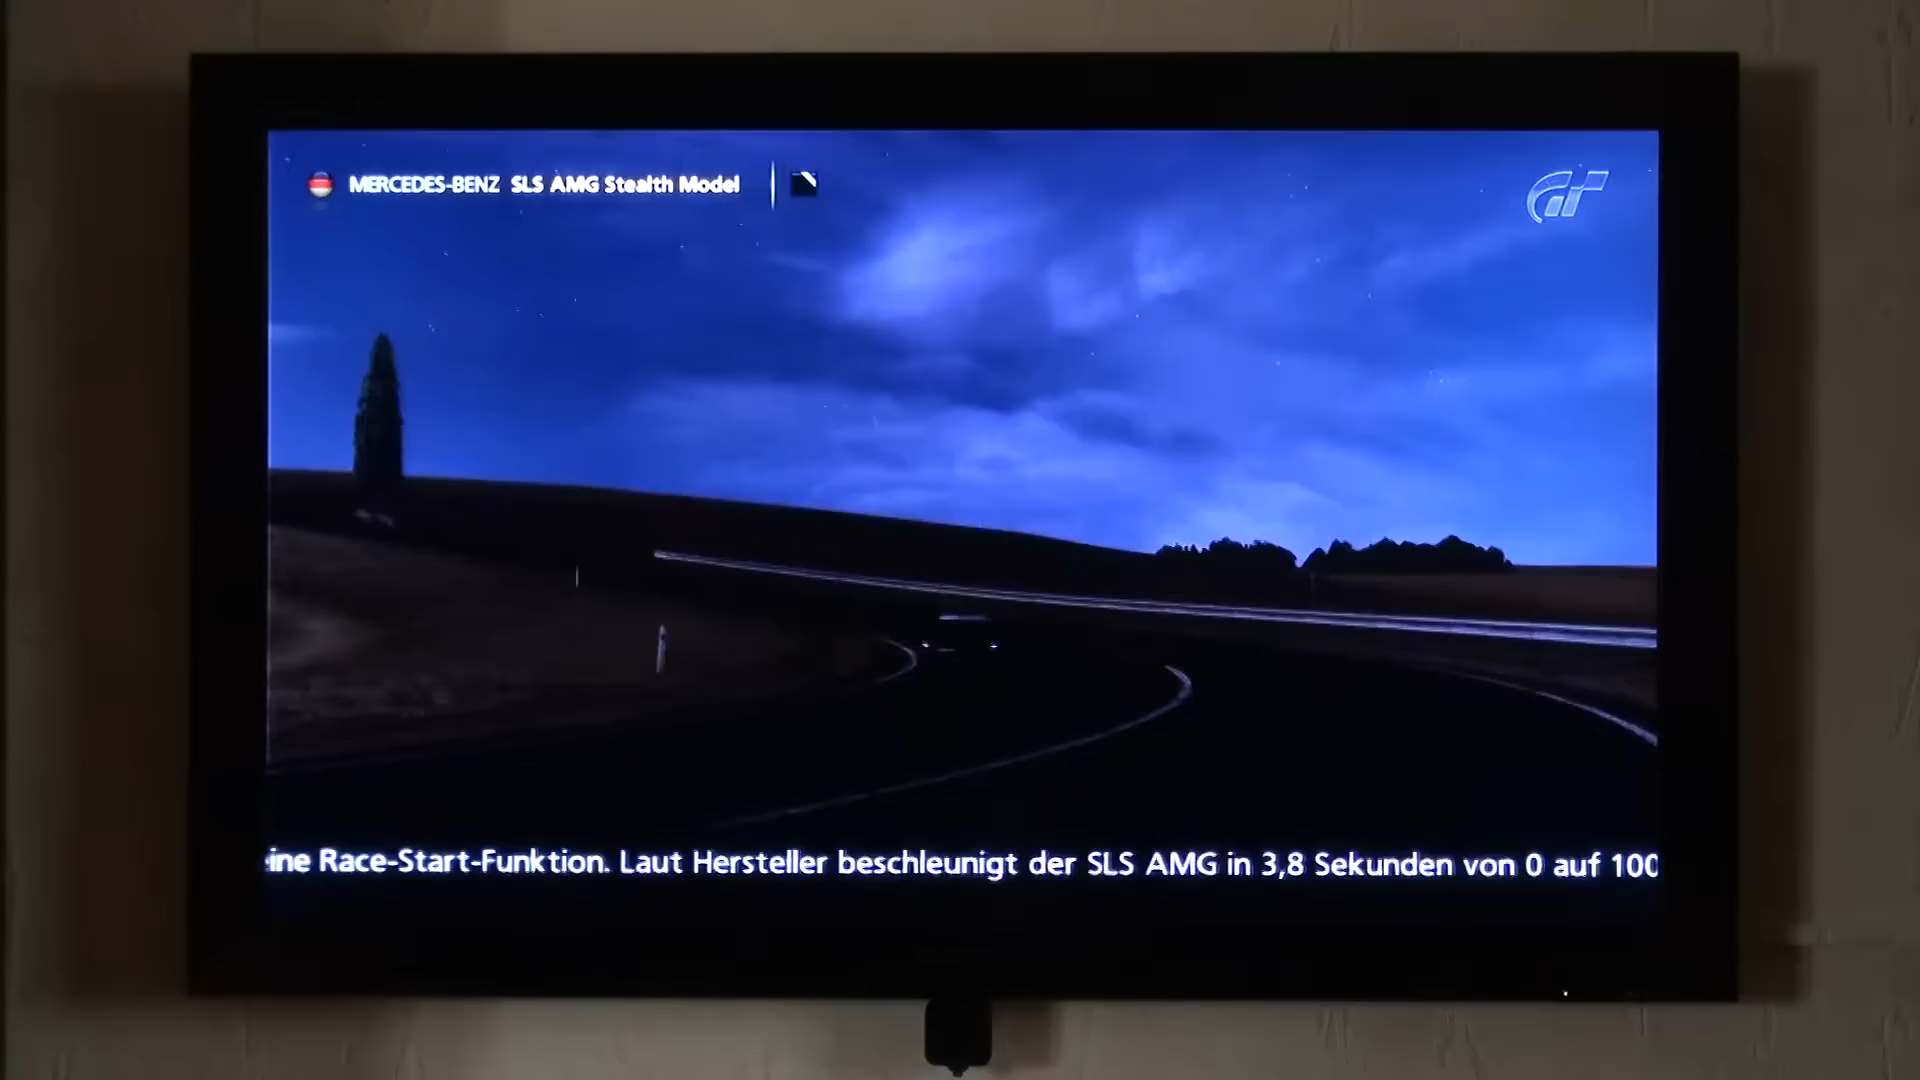 MERCEDES-BENZ SLS AMG Stealth Model
GT
ine Race-Start-Funktion. Laut Hersteller beschleunigt der SLS AMG in 3,8 Sekunden von 0 auf 100